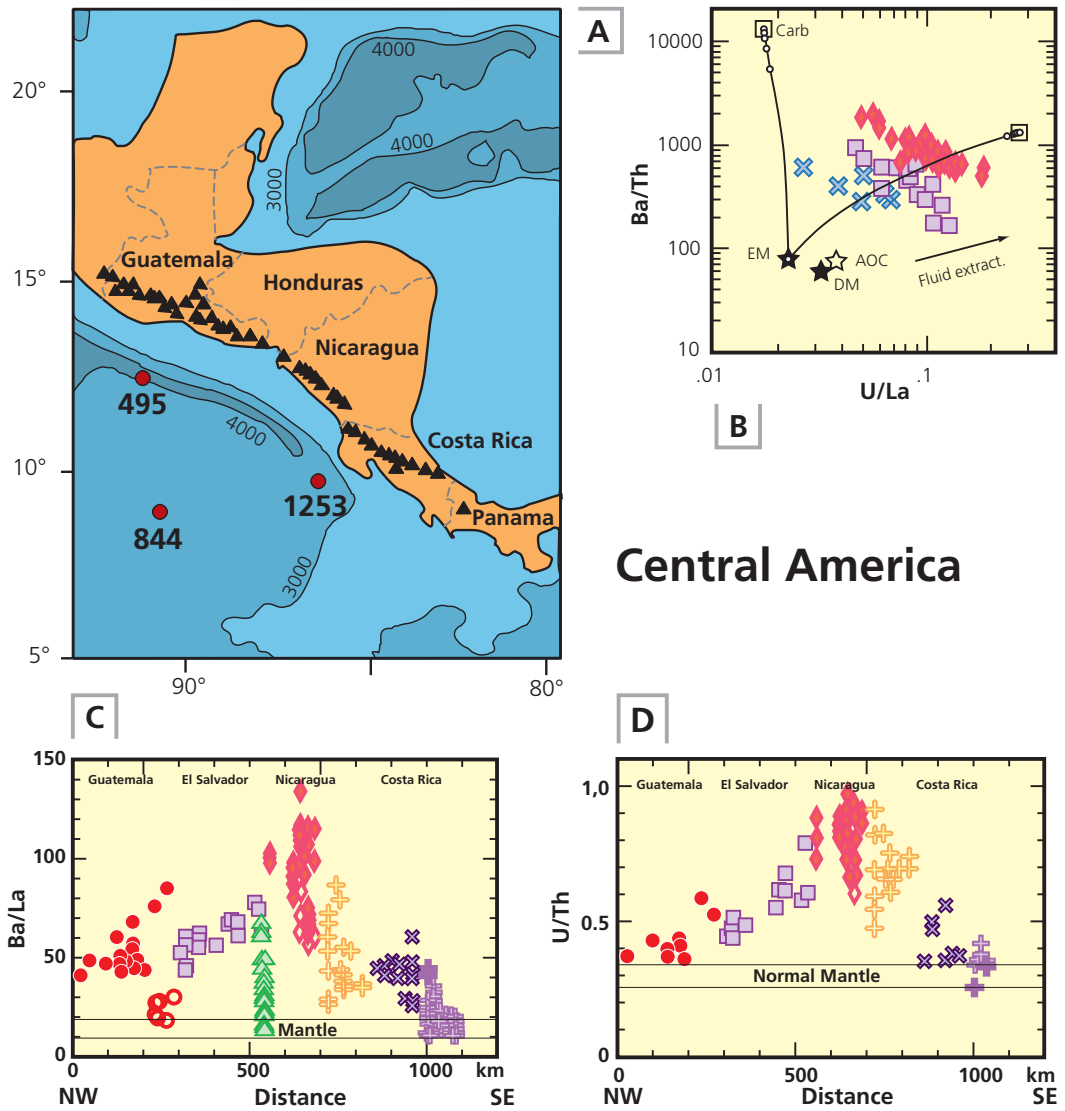 A
20°
15°
10°
5°
90°
80°
4000
4000
3000
Guatemala
Honduras
Nicaragua
Costa Rica
Panama
495
4000
1253
844
3000
B
10000
1000
100
10
Ba/Th
.01
.1
U/La
Carb
EM
AOC
DM
Fluid extract.
Central America
C
150
100
50
0
Ba/La
Guatemala
El Salvador
Nicaragua
Costa Rica
Mantle
0
500
1000
km
NW
Distance
SE
D
1,0
0.5
0
U/Th
Guatemala
El Salvador
Nicaragua
Costa Rica
Normal Mantle
0
500
1000
km
NW
Distance
SE